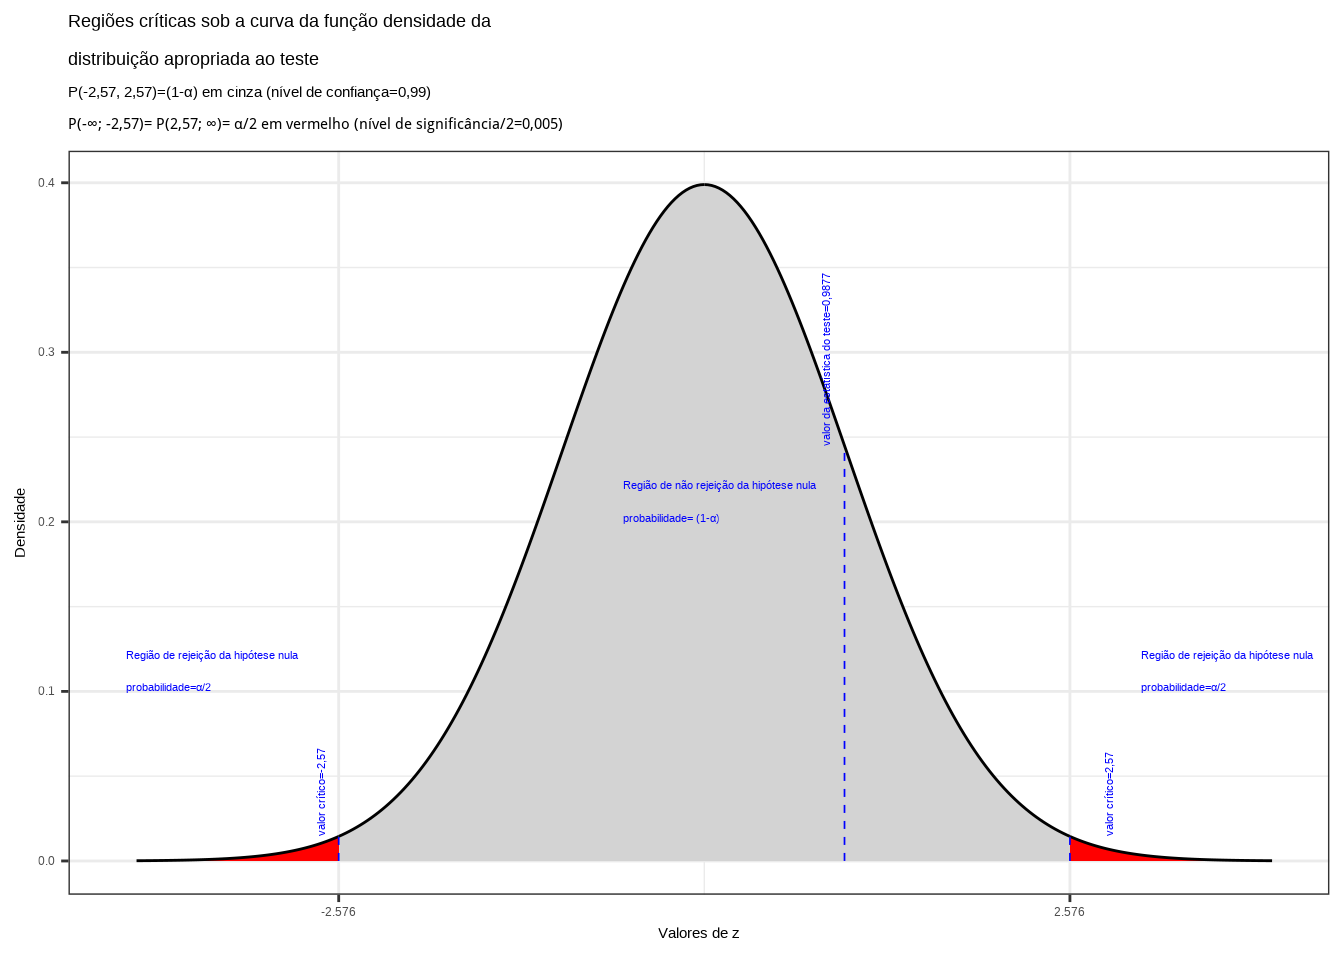 Regiões críticas sob a curva da função densidade da
distribuição apropriada ao teste
P(-2,57, 2,57)=(1-α) em cinza (nível de confiança=0,99)
P(-∞; -2,57)= P(2,57; ∞)= α/2 em vermelho (nível de significância/2=0,005)
0.4
0.3
0.2
0.1
0.0
Densidade
valor da estatística do teste=0,9877
Região de não rejeição da hipótese nula
probabilidade= (1-α)
Região de rejeição da hipótese nula
probabilidade=α/2
Região de rejeição da hipótese nula
probabilidade=α/2
valor crítico=-2,57
valor crítico=2,57
-2.576
2.576
Valores de z